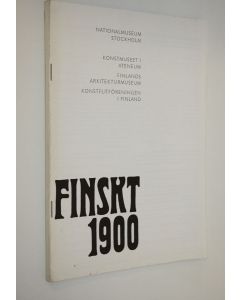 NATIONALMUSEUM
STOCKHOLM
KONSTMUSEET I
ATENEUM
FINLANDS
ARKITEKTURMUSEUM
KONSTFLITFÖRENINGEN
I FINLAND
FINSKT
1900